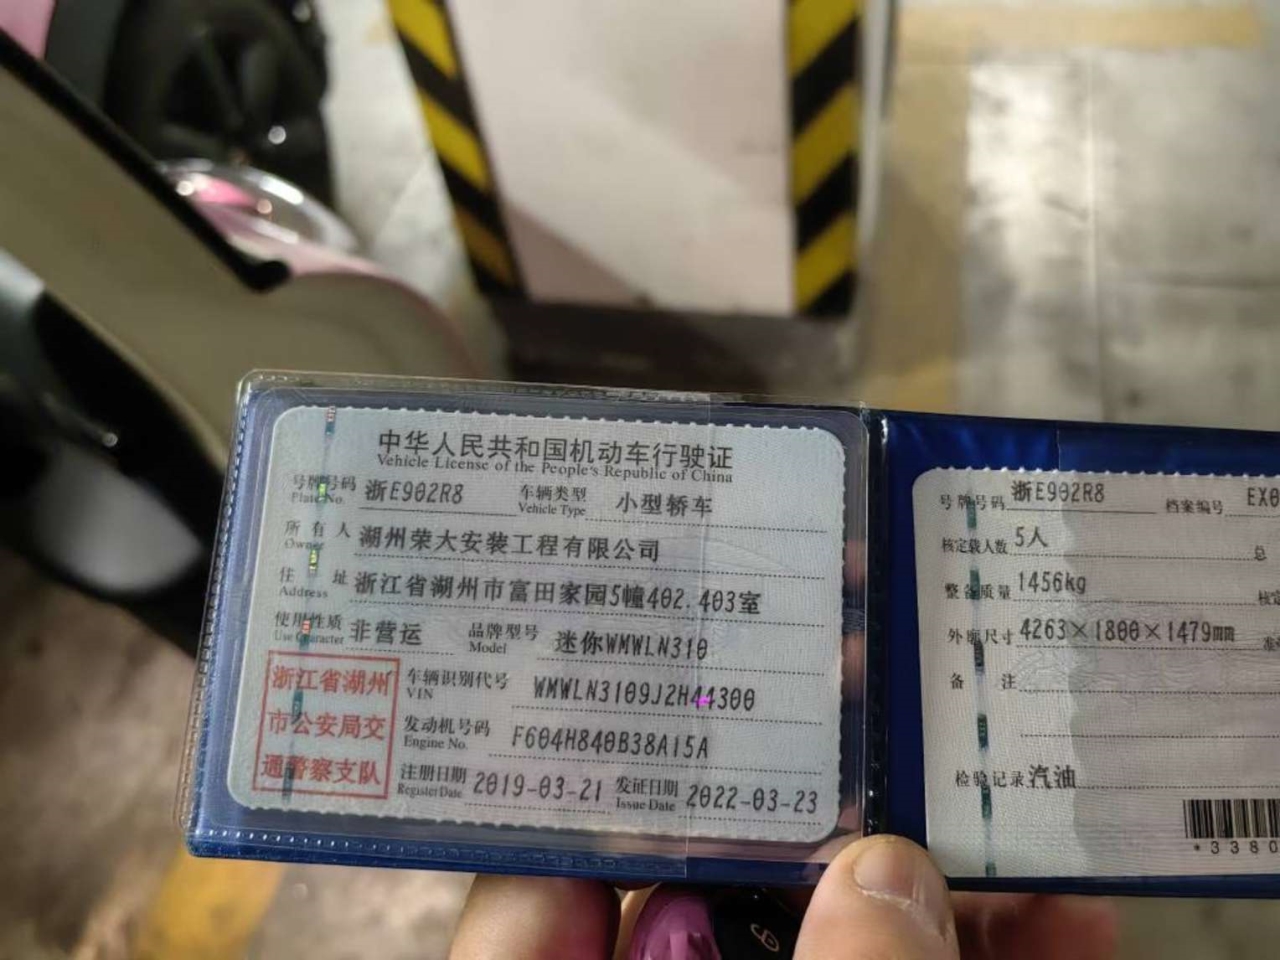 中华人民共和国机动车行驶证
Vehicle License of the People's Republic of China
号牌号码 浙E902R8 车辆类型 小型轿车
Plate No. Vehicle Type
所有人 湖州荣大安装工程有限公司
Owner
住址 浙江省湖州市富田家园5幢402.403室
Address
使用性质 非营运 品牌型号 迷你WMWLN310
Use Character Model
浙江省湖州
市公安局交
通警察支队
车辆识别代号 WMWLN3109J2H44300
VIN
发动机号码 F604H840B38A15A
Engine No.
注册日期 2019-03-21 发证日期 2022-03-23
Register Date Issue Date
号牌号码 浙E902R8 档案编号 EX0
核定载人数 5人 总
整备质量 1456kg 核定
外廓尺寸 4263×1800×1479mm 准
备注
检验记录 汽油
*3380